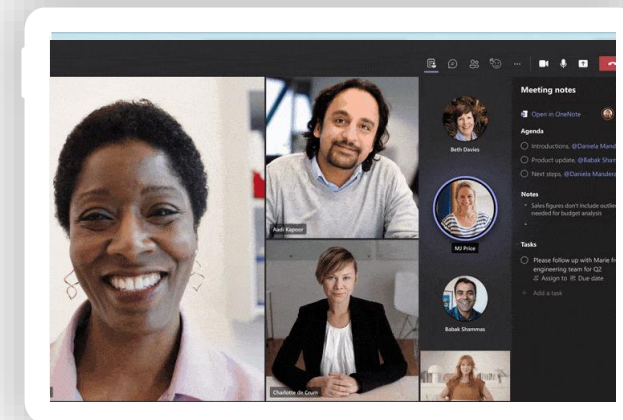 Meeting notes
Open in OneNote
Agenda
Introductions, @Daniela Mand
Product update, @Babak Sham
Next steps, @Daniela Mandera
Notes
Sales figures don't include outlie
needed for budget analysis
Tasks
Please follow up with Marie fr
engineering team for Q2
Assign to Due date
Add a task
Aadi Kapoor
Charlotte de Crum
Beth Davies
MJ Price
Babak Shammas